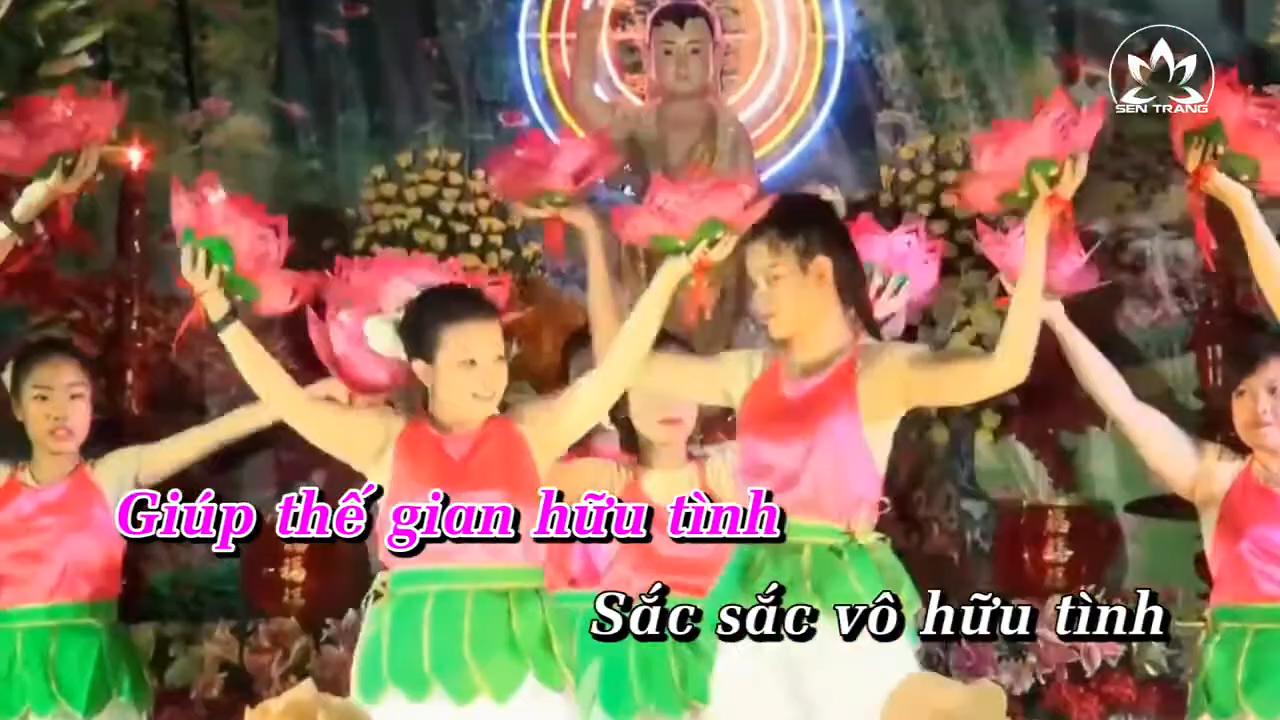 SEN TRANG
Giúp thế gian hữu tình
Sắc sắc vô hữu tình